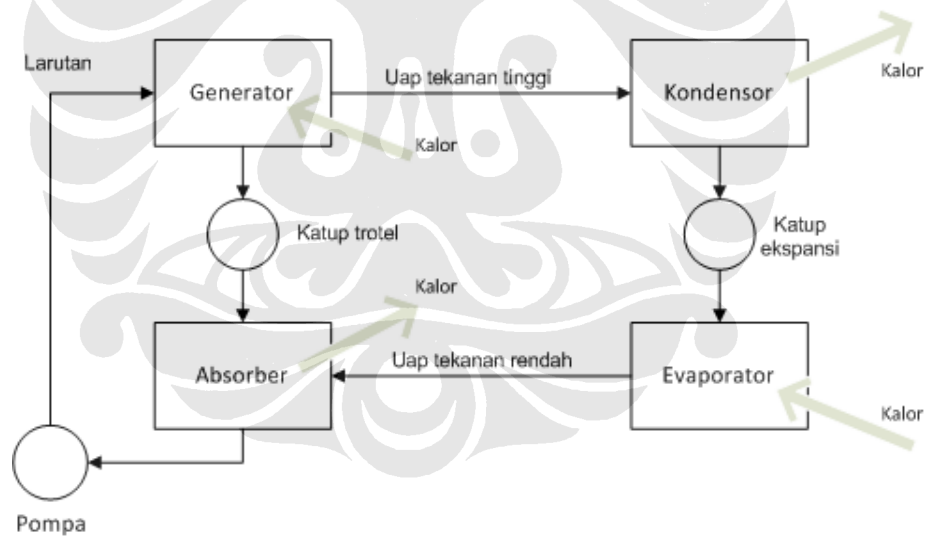 Larutan
Generator
Uap tekanan tinggi
Kondensor
Kalor
Kalor
Katup trotel
Katup
ekspansi
Kalor
Absorber
Uap tekanan rendah
Evaporator
Kalor
Pompa